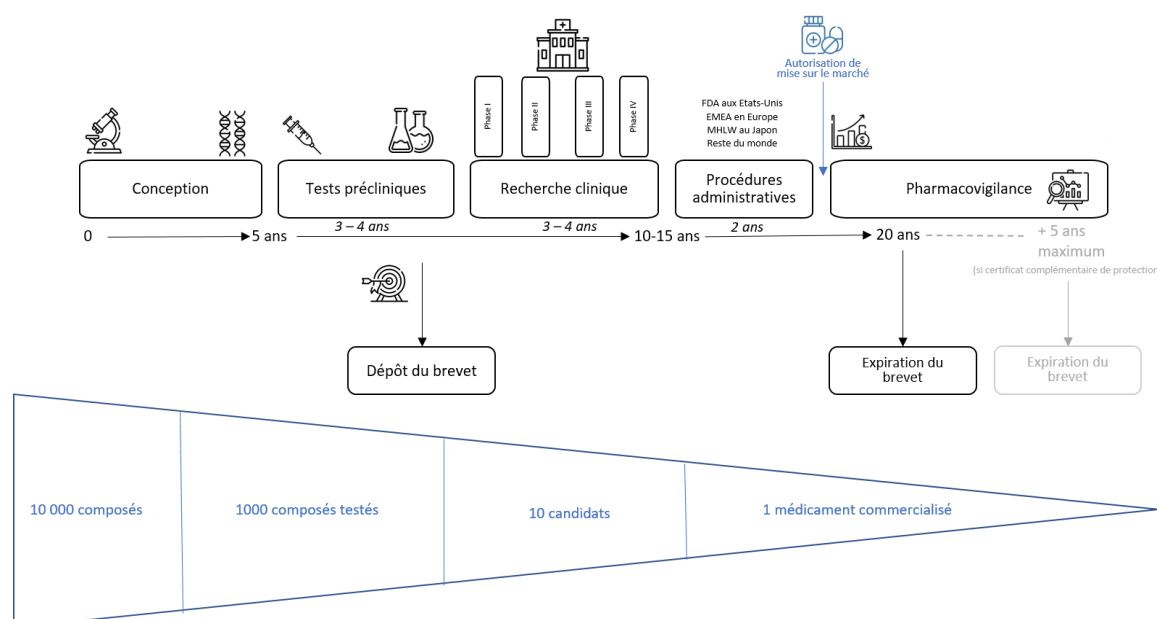 Autorisation de
mise sur le marché
Phase I
Phase II
Phase III
Phase IV
FDA aux Etats-Unis
EMEA en Europe
MHLW au Japon
Reste du monde
Conception
Tests précliniques
Recherche clinique
Procédures
administratives
Pharmacovigilance
0
5 ans
3 – 4 ans
3 – 4 ans
10-15 ans
2 ans
20 ans
+ 5 ans
maximum
(si certificat complémentaire de protection
Dépôt du brevet
Expiration du
brevet
Expiration du
brevet
10 000 composés
1000 composés testés
10 candidats
1 médicament commercialisé